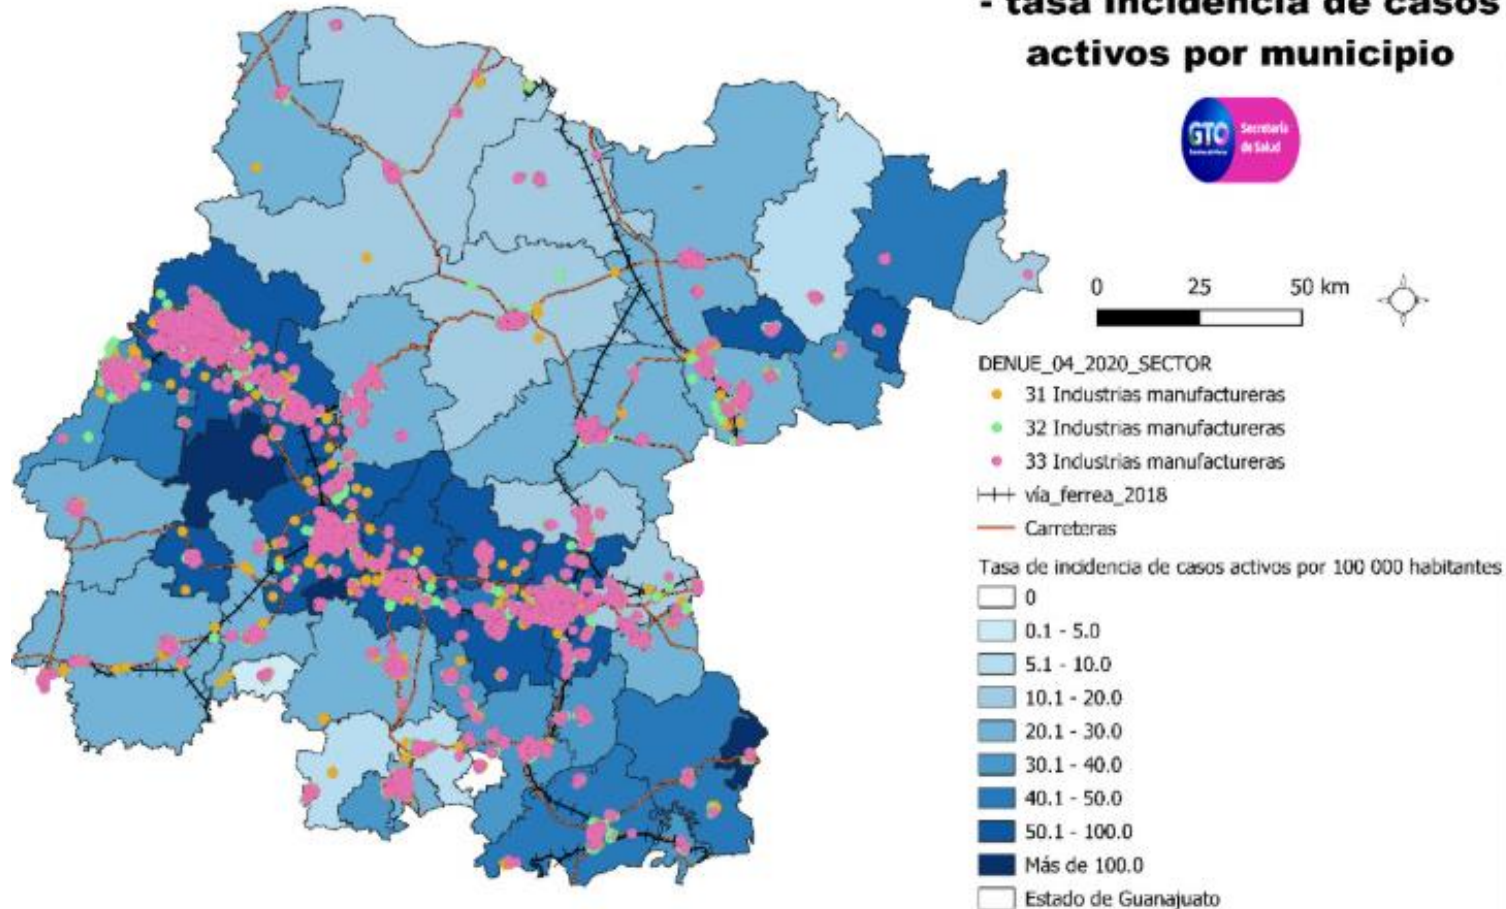 - tasa incidencia de casos
activos por municipio
GTO
Secretaría
de Salud
0 25 50 km
DENUE_04_2020_SECTOR
31 Industrias manufactureras
32 Industrias manufactureras
33 Industrias manufactureras
vía_ferrea_2018
Carreteras
Tasa de incidencia de casos activos por 100 000 habitantes
0
0.1 - 5.0
5.1 - 10.0
10.1 - 20.0
20.1 - 30.0
30.1 - 40.0
40.1 - 50.0
50.1 - 100.0
Más de 100.0
Estado de Guanajuato